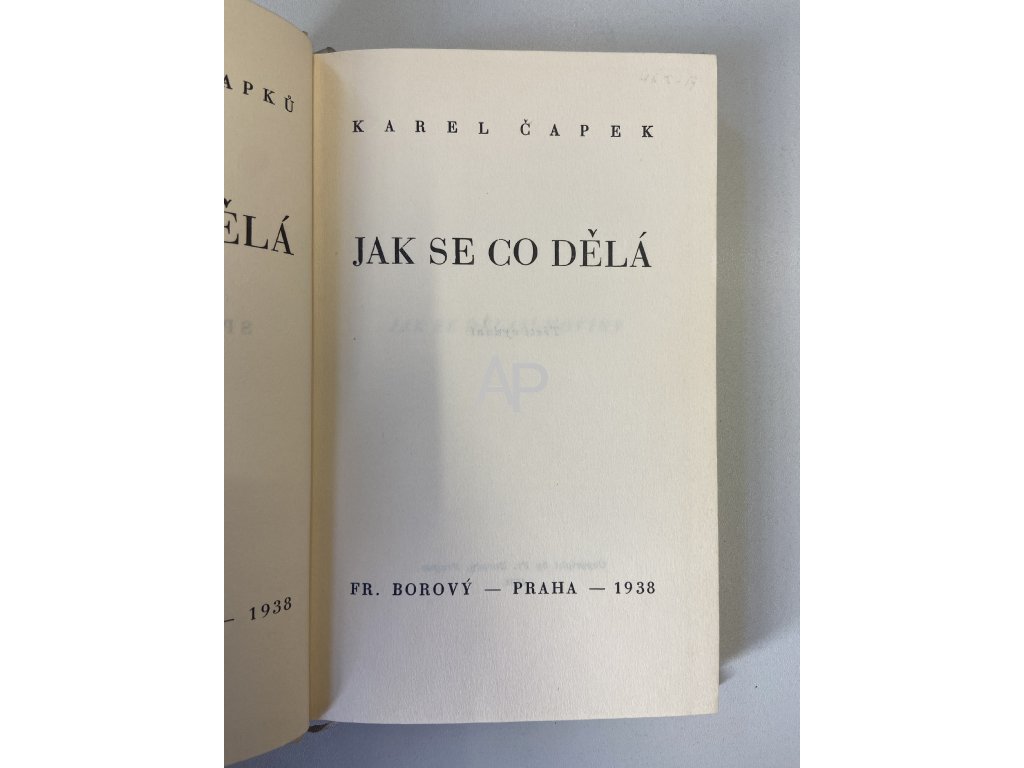 KAREL ČAPEK
JAK SE CO DĚLÁ
AP
FR. BOROVÝ — PRAHA — 1938
APKŮ
ĚLÁ
— 1938